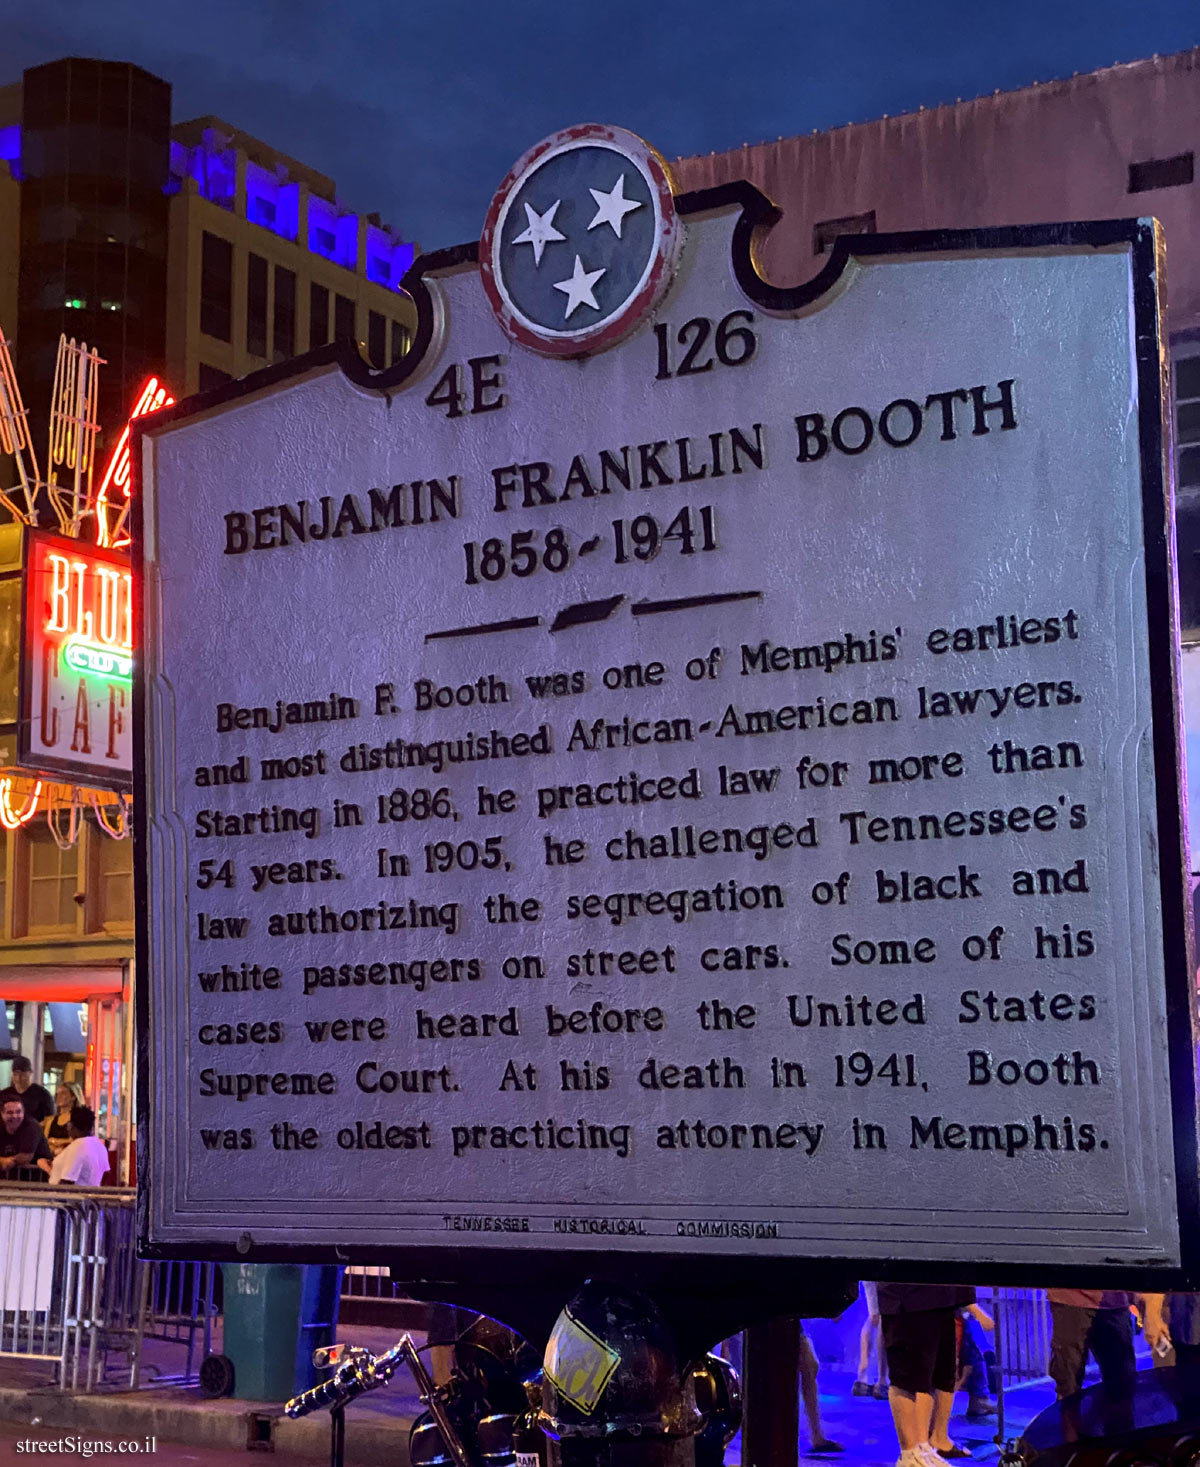 4E 126
BENJAMIN FRANKLIN BOOTH
1858-1941
Benjamin F. Booth was one of Memphis' earliest
and most distinguished African-American lawyers.
Starting in 1886, he practiced law for more than
54 years. In 1905, he challenged Tennessee's
law authorizing the segregation of black and
white passengers on street cars. Some of his
cases were heard before the United States
Supreme Court. At his death in 1941, Booth
was the oldest practicing attorney in Memphis.
TENNESSEE HISTORICAL COMMISSION
BLU
CITY
CAF
streetSigns.co.il